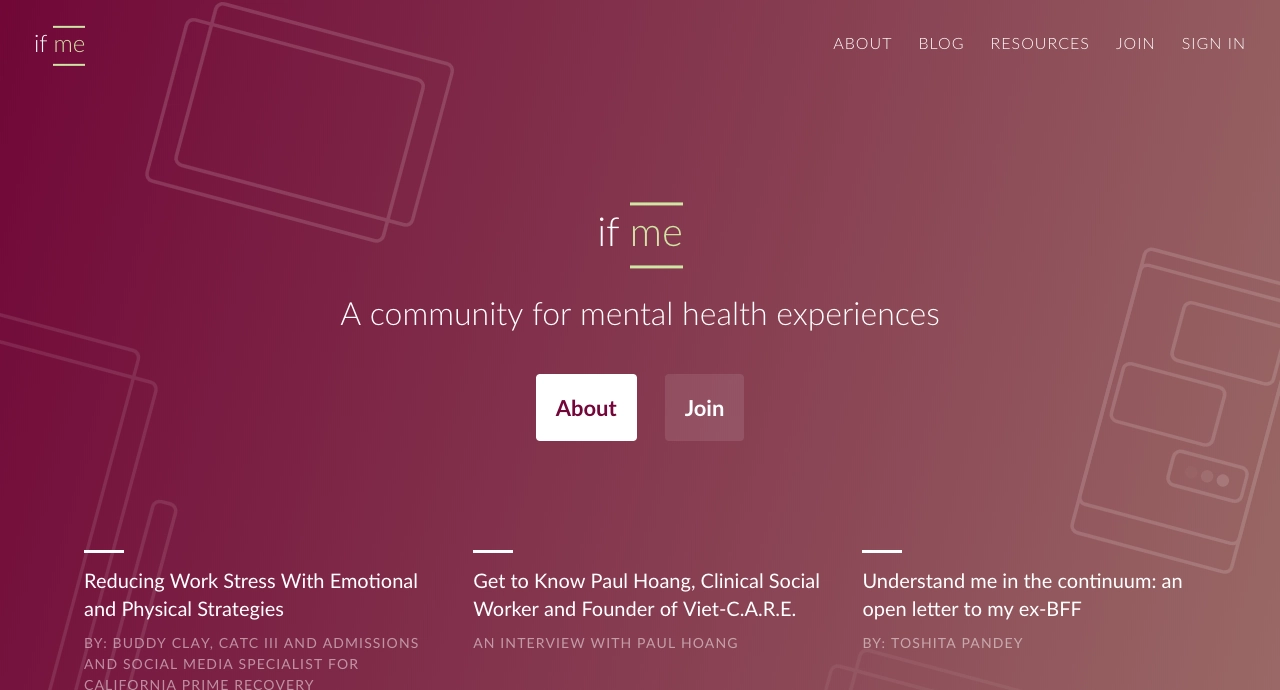 if me
ABOUT BLOG RESOURCES JOIN SIGN IN
if me
A community for mental health experiences
About
Join
Reducing Work Stress With Emotional
and Physical Strategies
BY: BUDDY CLAY, CATC III AND ADMISSIONS
AND SOCIAL MEDIA SPECIALIST FOR
CALIFORNIA PRIME RECOVERY
Get to Know Paul Hoang, Clinical Social
Worker and Founder of Viet-C.A.R.E.
AN INTERVIEW WITH PAUL HOANG
Understand me in the continuum: an
open letter to my ex-BFF
BY: TOSHITA PANDEY